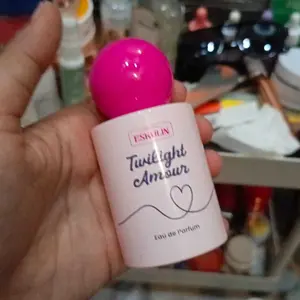 ESKULIN
Twilight
Amour
Eau de Parfum